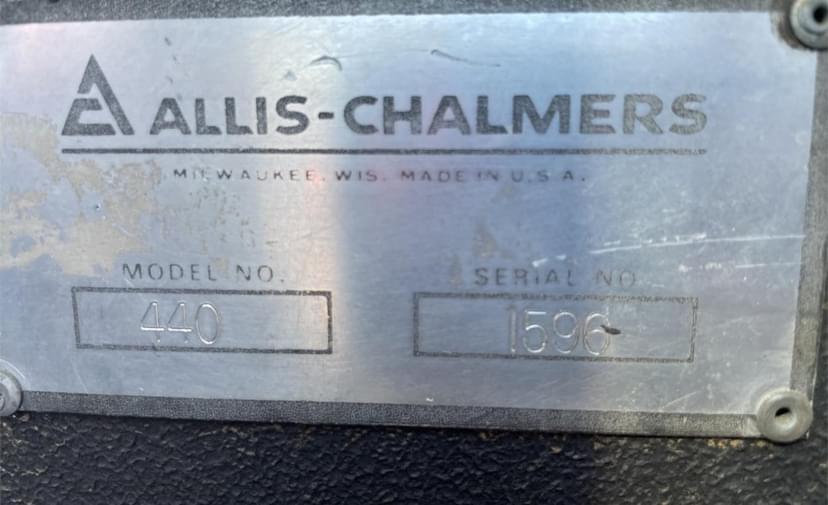 ALLIS-CHALMERS
MILWAUKEE, WIS. MADE IN U.S.A.
MODEL NO. SERIAL NO
440 1596